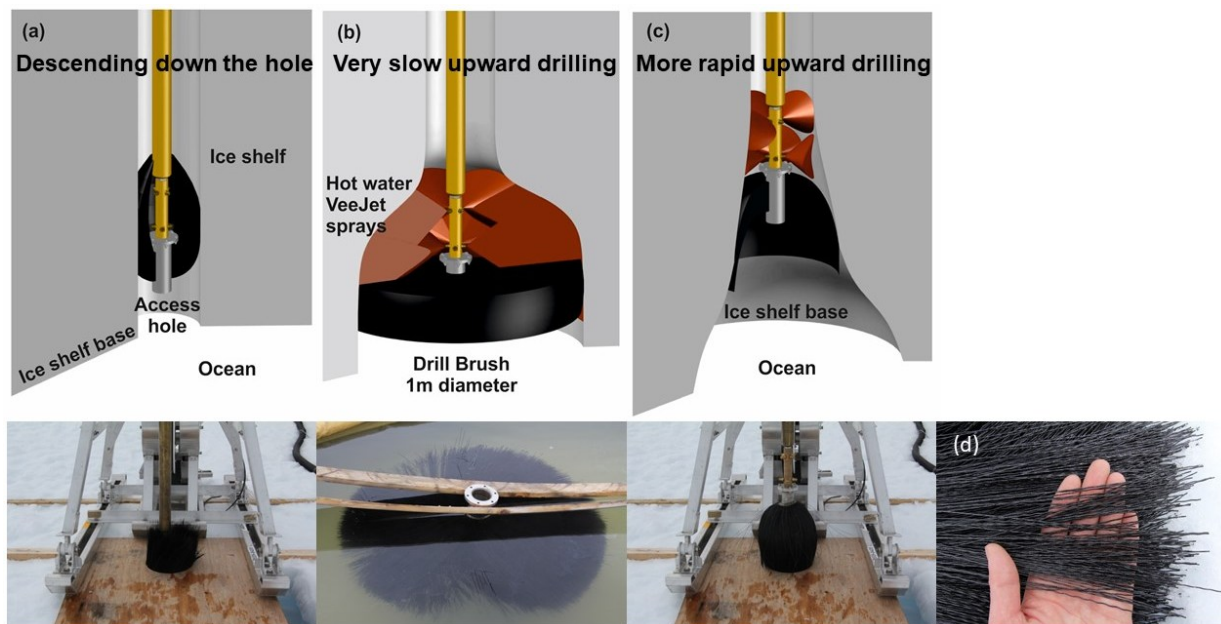 (a)
Descending down the hole
Ice shelf
Access
hole
Ice shelf base
Ocean
(b)
Very slow upward drilling
Hot water
VeeJet
sprays
Drill Brush
1m diameter
(c)
More rapid upward drilling
Ice shelf base
Ocean
(d)